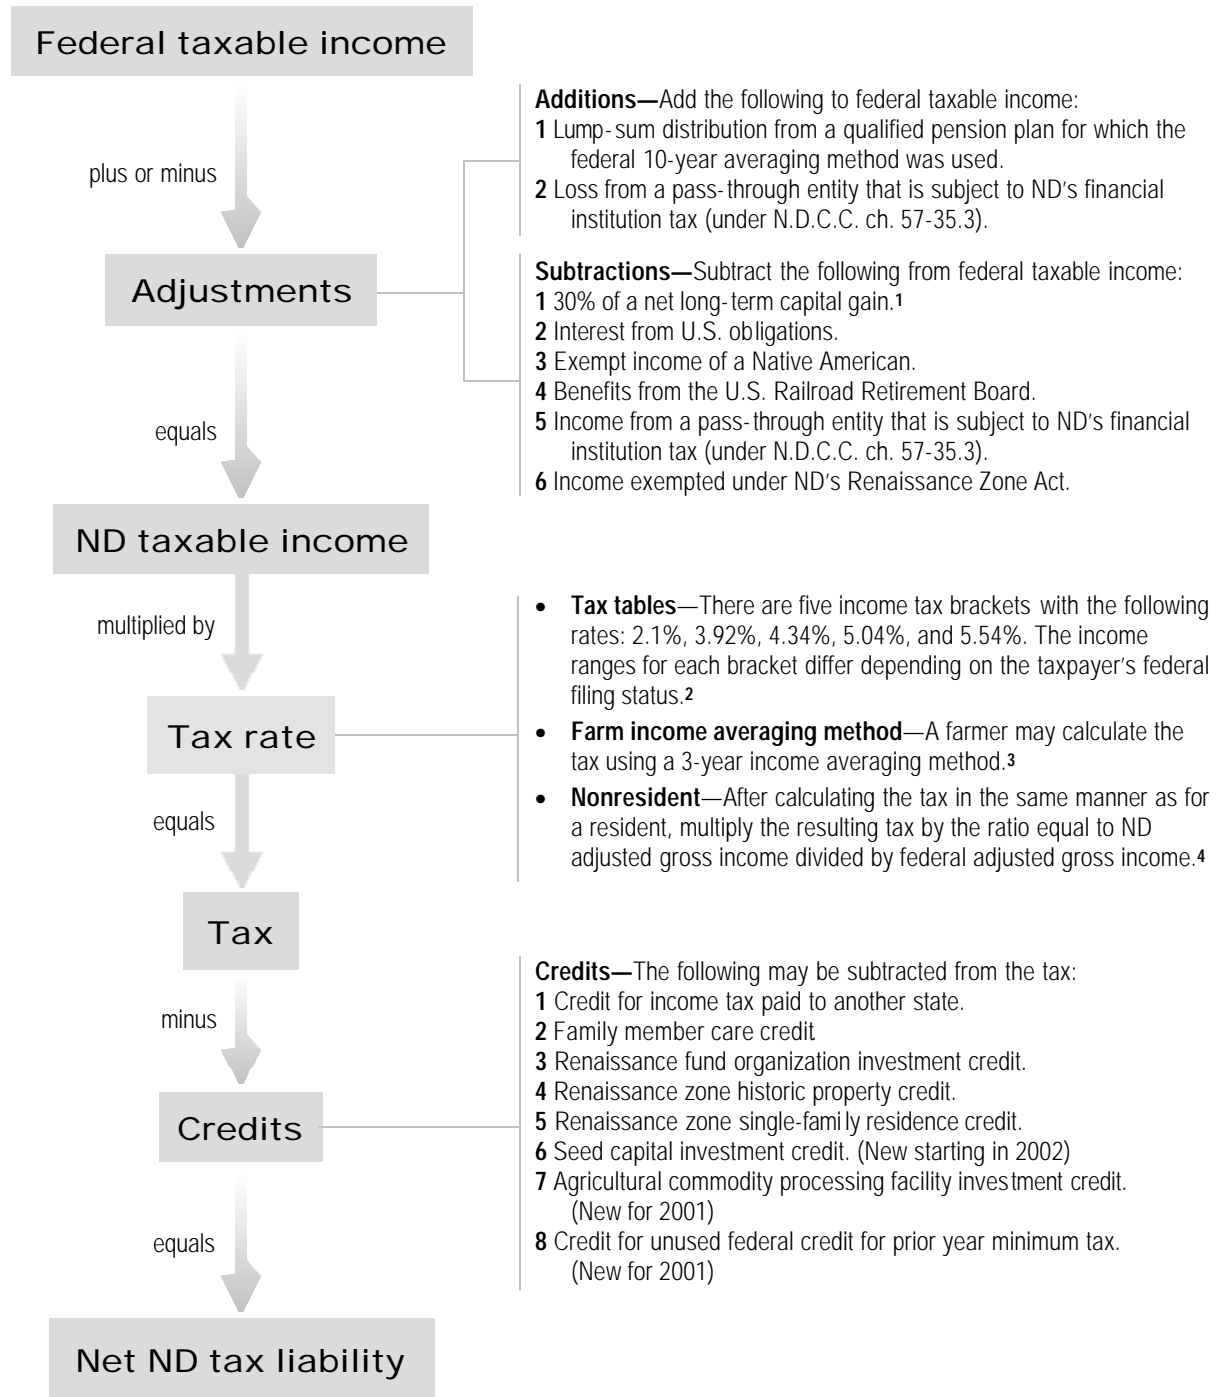 Federal taxable income
plus or minus
Additions—Add the following to federal taxable income:
1 Lump-sum distribution from a qualified pension plan for which the
federal 10-year averaging method was used.
2 Loss from a pass-through entity that is subject to ND's financial
institution tax (under N.D.C.C. ch. 57-35.3).
Adjustments
Subtractions—Subtract the following from federal taxable income:
1 30% of a net long-term capital gain.1
2 Interest from U.S. obligations.
3 Exempt income of a Native American.
4 Benefits from the U.S. Railroad Retirement Board.
5 Income from a pass-through entity that is subject to ND's financial
institution tax (under N.D.C.C. ch. 57-35.3).
6 Income exempted under ND's Renaissance Zone Act.
equals
ND taxable income
multiplied by
• Tax tables—There are five income tax brackets with the following
rates: 2.1%, 3.92%, 4.34%, 5.04%, and 5.54%. The income
ranges for each bracket differ depending on the taxpayer's federal
filing status.2
Tax rate
• Farm income averaging method—A farmer may calculate the
tax using a 3-year income averaging method.3
• Nonresident—After calculating the tax in the same manner as for
a resident, multiply the resulting tax by the ratio equal to ND
adjusted gross income divided by federal adjusted gross income.4
equals
Tax
minus
Credits—The following may be subtracted from the tax:
1 Credit for income tax paid to another state.
2 Family member care credit
3 Renaissance fund organization investment credit.
4 Renaissance zone historic property credit.
5 Renaissance zone single-family residence credit.
6 Seed capital investment credit. (New starting in 2002)
7 Agricultural commodity processing facility investment credit.
(New for 2001)
8 Credit for unused federal credit for prior year minimum tax.
(New for 2001)
Credits
equals
Net ND tax liability